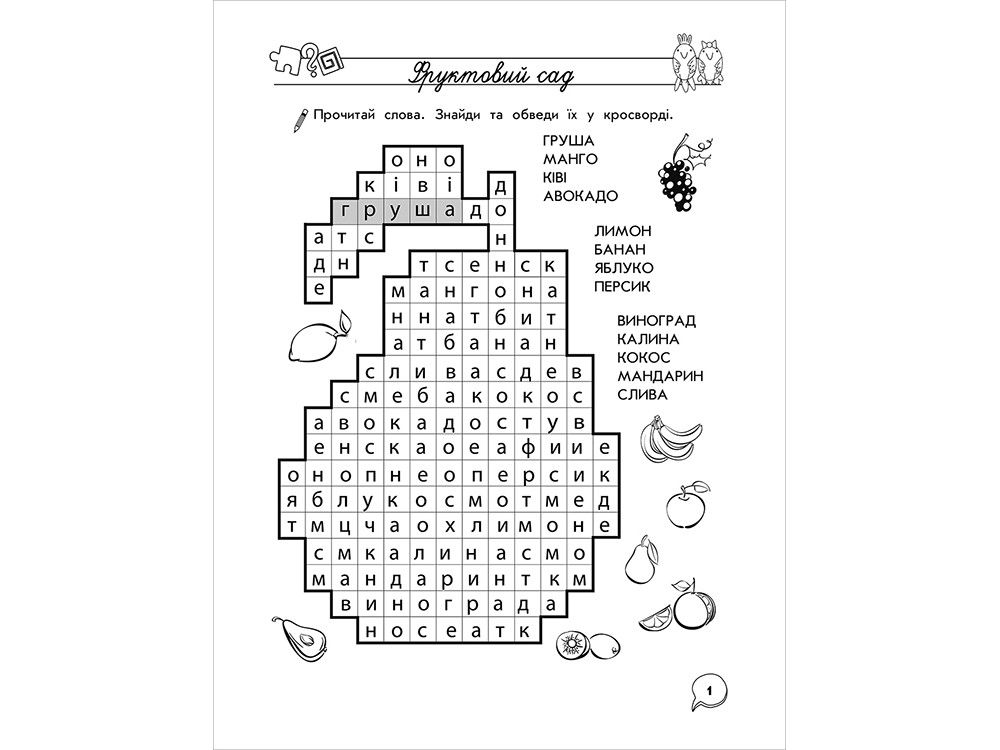 Фруктовий сад
Прочитай слова. Знайди та обведи їх у кросворді.
ГРУША
МАНГО
КІВІ
АВОКАДО
ЛИМОН
БАНАН
ЯБЛУКО
ПЕРСИК
ВИНОГРАД
КАЛИНА
КОКОС
МАНДАРИН
СЛИВА
о н о
к і в і д
г р у ш а д о
а т с н
д н т с е н с к
е м а н г о н а
н н а т б и т
а т б а н а н
с л и в а с д е в
с м е б а к о к о с
а в о к а д о с т у в
е н с к а о е а ф и и е
о н о п н е о п е р с и к
я б л у к о с м о т м е д
т м ц ч а о х л и м о н е
с м к а л и н а с м о
м а н д а р и н т к м
в и н о г р а д а
н о с е а т к
1